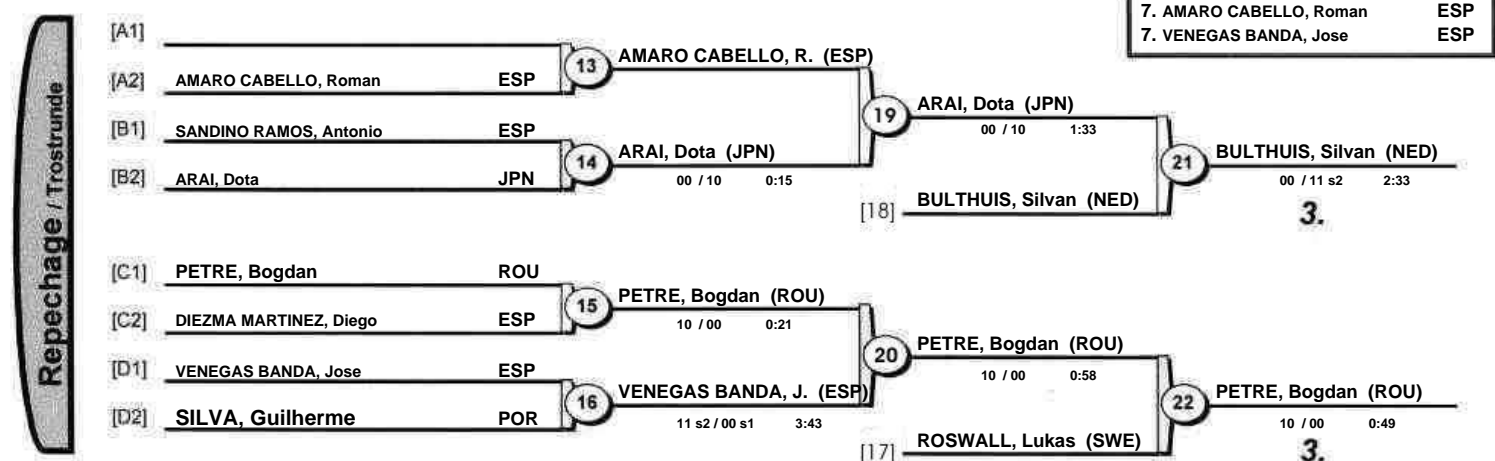 7. AMARO CABELLO, Roman ESP
7. VENEGAS BANDA, Jose ESP
Repechage / Trostrunde
[A1]
[A2] AMARO CABELLO, Roman ESP
13 AMARO CABELLO, R. (ESP)
[B1] SANDINO RAMOS, Antonio ESP
[B2] ARAI, Dota JPN
14 ARAI, Dota (JPN)
00 / 10 0:15
19 ARAI, Dota (JPN)
00 / 10 1:33
[18] BULTHUIS, Silvan (NED)
21 BULTHUIS, Silvan (NED)
00 / 11 s2 2:33
3.
[C1] PETRE, Bogdan ROU
[C2] DIEZMA MARTINEZ, Diego ESP
15 PETRE, Bogdan (ROU)
10 / 00 0:21
[D1] VENEGAS BANDA, Jose ESP
[D2] SILVA, Guilherme POR
16 VENEGAS BANDA, J. (ESP)
11 s2 / 00 s1 3:43
20 PETRE, Bogdan (ROU)
10 / 00 0:58
[17] ROSWALL, Lukas (SWE)
22 PETRE, Bogdan (ROU)
10 / 00 0:49
3.